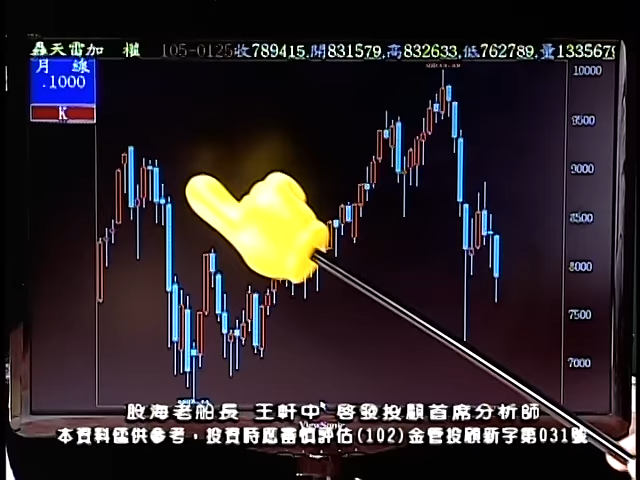 轟天雷加 權 105-0125收789415,開831579,高832633,低762789,量133567
月 線
.1000
K
10000
9500
9000
8500
8000
7500
7000
ViewSonic
股海老船長 王軒中 啓發投顧首席分析師
本資料僅供參考，投資時應審慎評估(102)金管投顧新字第031號